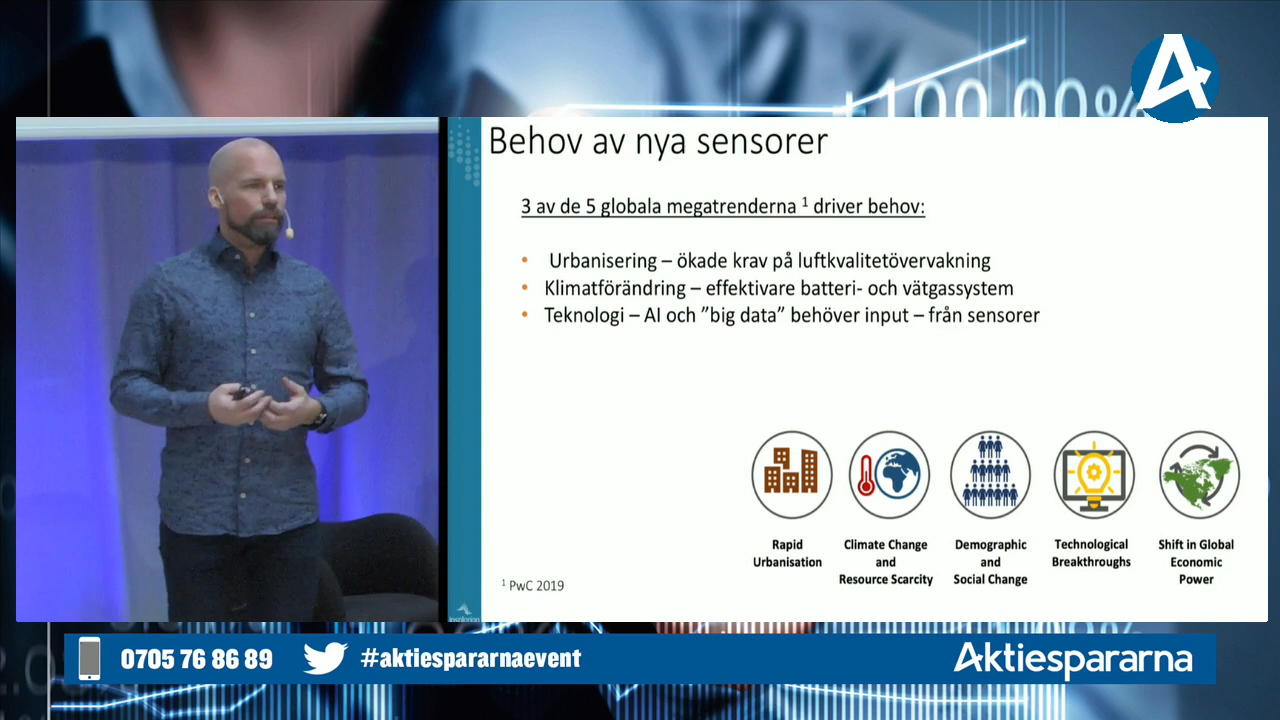 +100.00%
Behov av nya sensorer
3 av de 5 globala megatrenderna ¹ driver behov:
• Urbanisering – ökade krav på luftkvalitetövervakning
• Klimatförändring – effektivare batteri- och vätgassystem
• Teknologi – AI och ”big data” behöver input – från sensorer
Rapid
Urbanisation
Climate Change
and
Resource Scarcity
Demographic
and
Social Change
Technological
Breakthroughs
Shift in Global
Economic
Power
¹ PwC 2019
insplorion
0705 76 86 89
#aktiespararnaevent
Aktiespararna